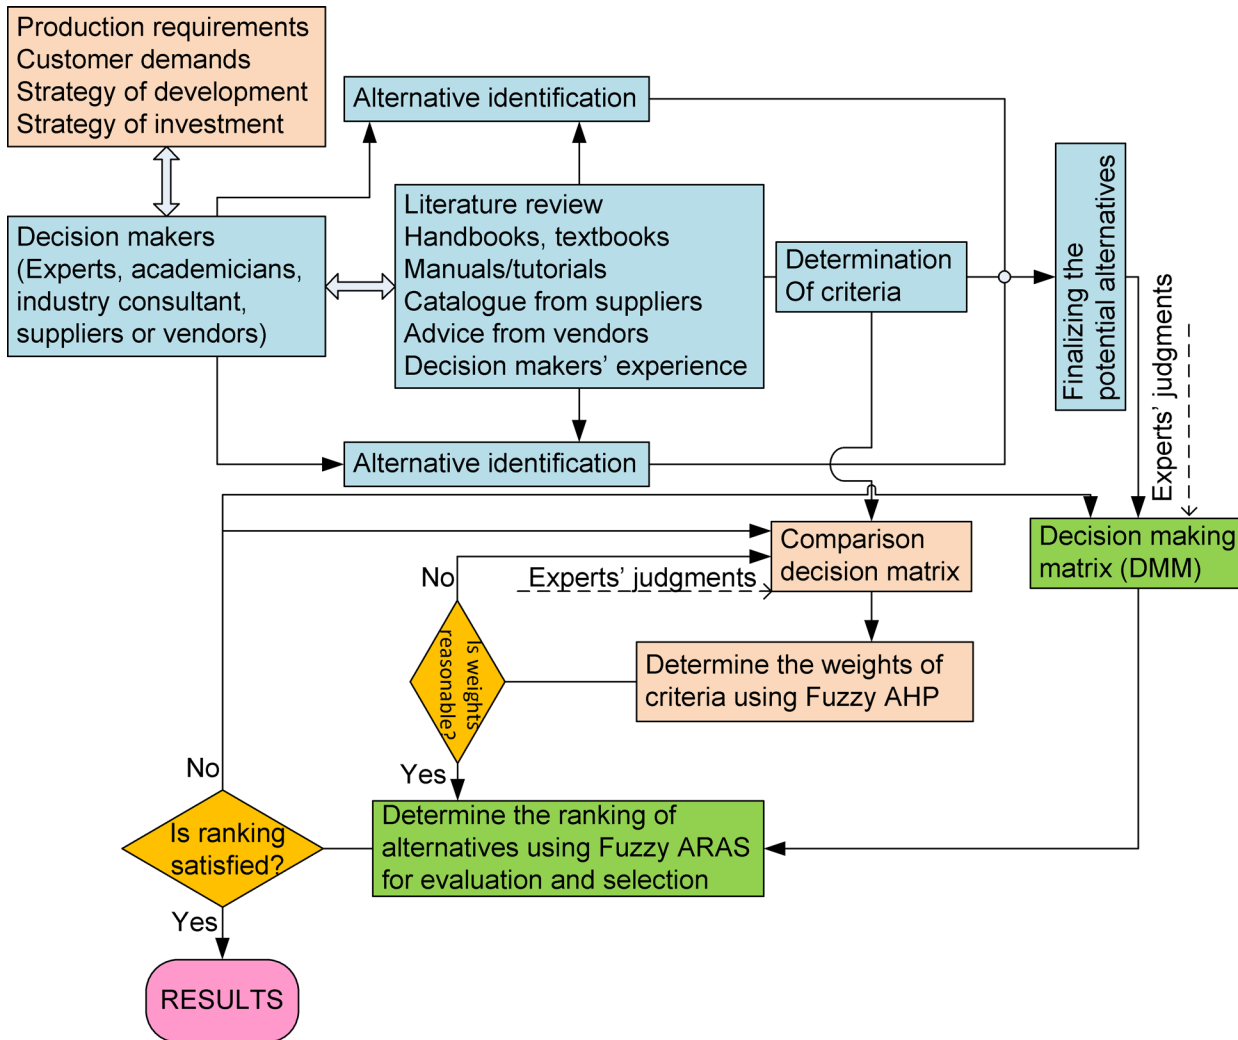 Production requirements
Customer demands
Strategy of development
Strategy of investment
Alternative identification
Decision makers
(Experts, academicians,
industry consultant,
suppliers or vendors)
Literature review
Handbooks, textbooks
Manuals/tutorials
Catalogue from suppliers
Advice from vendors
Decision makers’ experience
Determination
Of criteria
Finalizing the
potential alternatives
Experts’ judgments
Alternative identification
Comparison
decision matrix
Decision making
matrix (DMM)
No
Experts’ judgments
Is weights
reasonable?
Determine the weights of
criteria using Fuzzy AHP
Yes
No
Determine the ranking of
alternatives using Fuzzy ARAS
for evaluation and selection
Is ranking
satisfied?
Yes
RESULTS